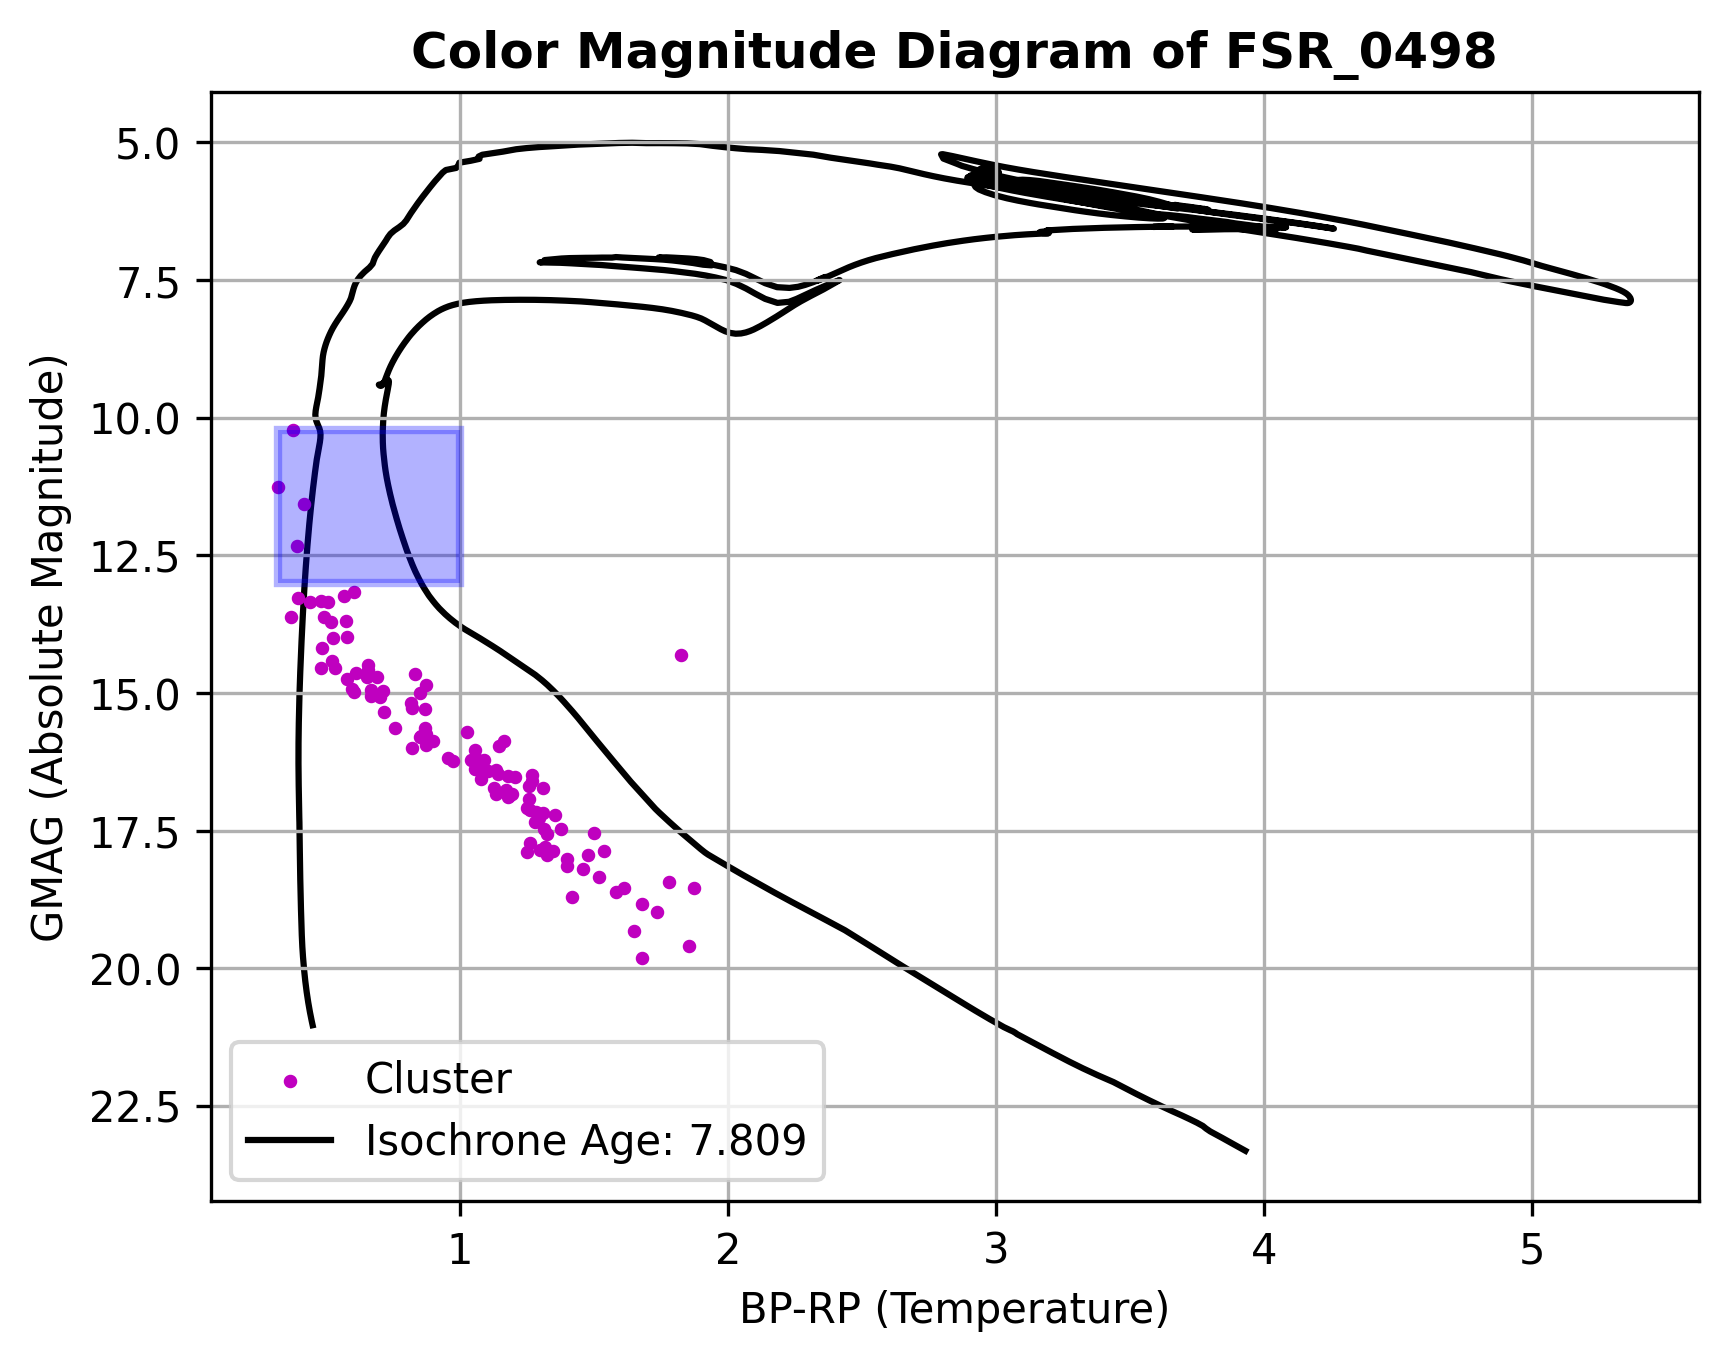 Color Magnitude Diagram of FSR_0498
5.0
7.5
10.0
12.5
15.0
17.5
20.0
22.5
GMAG (Absolute Magnitude)
Cluster
Isochrone Age: 7.809
1 2 3 4 5
BP-RP (Temperature)